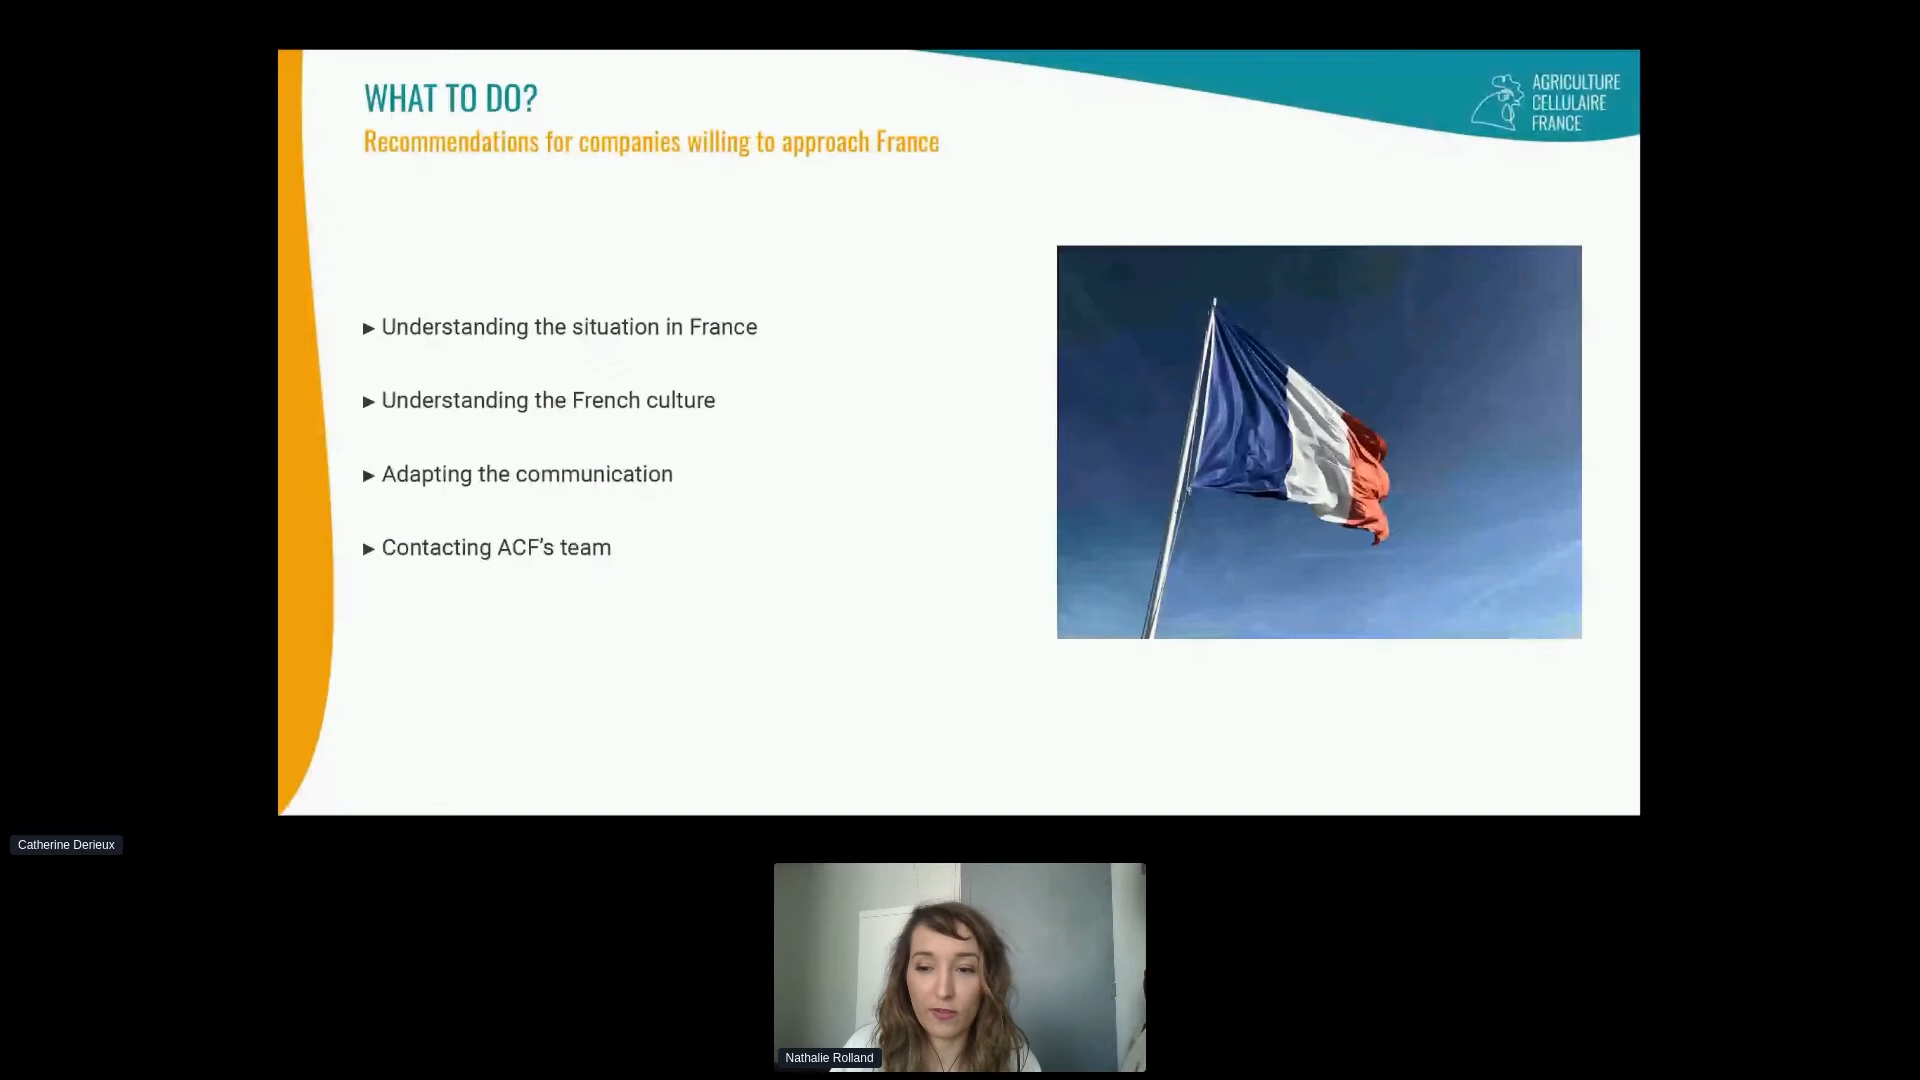 WHAT TO DO?
Recommendations for companies willing to approach France
AGRICULTURE
CELLULAIRE
FRANCE
▸ Understanding the situation in France
▸ Understanding the French culture
▸ Adapting the communication
▸ Contacting ACF’s team
Catherine Derieux
Nathalie Rolland